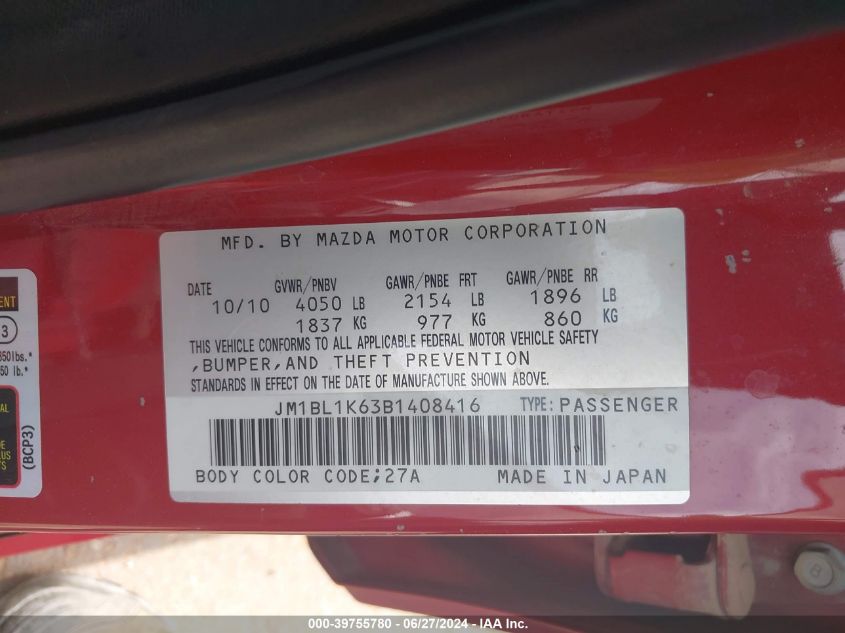 MFD. BY MAZDA MOTOR CORPORATION
DATE GVWR/PNBV GAWR/PNBE FRT GAWR/PNBE RR
10/10 4050 LB 2154 LB 1896 LB
1837 KG 977 KG 860 KG
THIS VEHICLE CONFORMS TO ALL APPLICABLE FEDERAL MOTOR VEHICLE SAFETY
,BUMPER,AND THEFT PREVENTION
STANDARDS IN EFFECT ON THE DATE OF MANUFACTURE SHOWN ABOVE.
JM1BL1K63B1408416 TYPE:PASSENGER
BODY COLOR CODE;27A MADE IN JAPAN
3
50 lb.*
(BCP3)
000-39755780 - 06/27/2024 - IAA Inc.